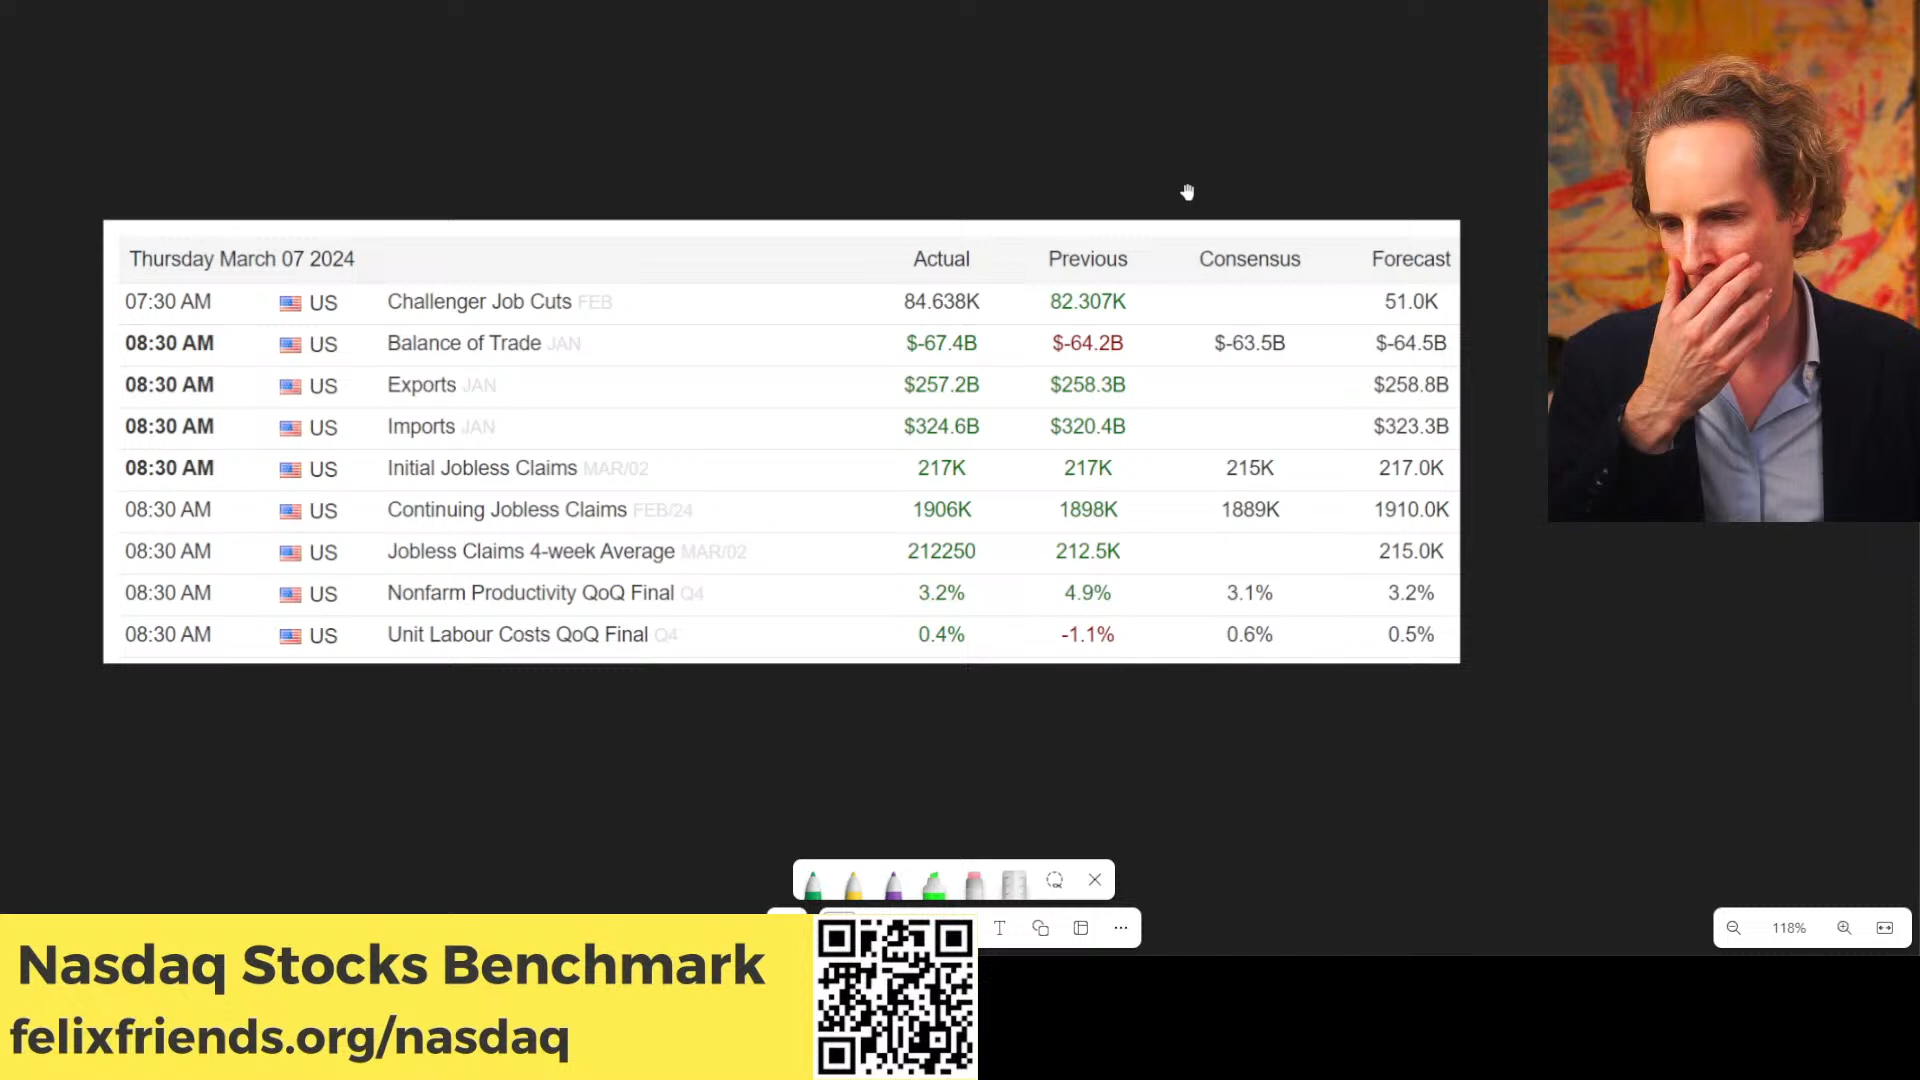 Thursday March 07 2024 Actual Previous Consensus Forecast
07:30 AM US Challenger Job Cuts FEB 84.638K 82.307K 51.0K
08:30 AM US Balance of Trade JAN $-67.4B $-64.2B $-63.5B $-64.5B
08:30 AM US Exports JAN $257.2B $258.3B $258.8B
08:30 AM US Imports JAN $324.6B $320.4B $323.3B
08:30 AM US Initial Jobless Claims MAR/02 217K 217K 215K 217.0K
08:30 AM US Continuing Jobless Claims FEB/24 1906K 1898K 1889K 1910.0K
08:30 AM US Jobless Claims 4-week Average MAR/02 212250 212.5K 215.0K
08:30 AM US Nonfarm Productivity QoQ Final Q4 3.2% 4.9% 3.1% 3.2%
08:30 AM US Unit Labour Costs QoQ Final Q4 0.4% -1.1% 0.6% 0.5%
118%
Nasdaq Stocks Benchmark
felixfriends.org/nasdaq